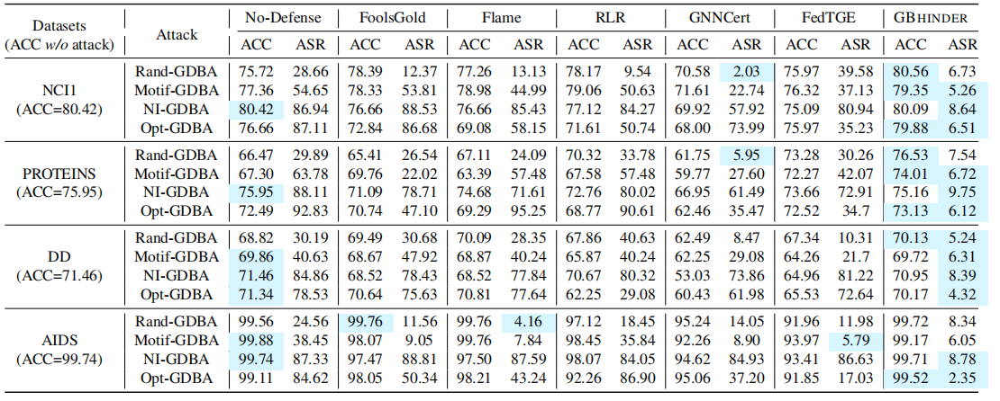 Datasets (ACC w/o attack) Attack No-Defense FoolsGold Flame RLR GNNCert FedTGE GBHINDER
ACC ASR ACC ASR ACC ASR ACC ASR ACC ASR ACC ASR ACC ASR
NCI1 (ACC=80.42)
Rand-GDBA 75.72 28.66 78.39 12.37 77.26 13.13 78.17 9.54 70.58 2.03 75.97 39.58 80.56 6.73
Motif-GDBA 77.36 54.65 78.33 53.81 78.98 44.99 79.06 50.63 71.61 22.74 76.32 37.13 79.35 5.26
NI-GDBA 80.42 86.94 76.66 88.53 76.66 85.43 77.12 84.27 69.92 57.92 75.09 80.94 80.09 8.64
Opt-GDBA 76.66 87.11 72.84 86.68 69.08 58.15 71.61 50.74 68.00 73.99 75.97 35.23 79.88 6.51
PROTEINS (ACC=75.95)
Rand-GDBA 66.47 29.89 65.41 26.54 67.11 24.09 70.32 33.78 61.75 5.95 73.28 30.26 76.53 7.54
Motif-GDBA 67.30 63.78 69.76 22.02 63.39 57.48 67.58 57.48 59.77 27.60 72.27 42.07 74.01 6.72
NI-GDBA 75.95 88.11 71.09 78.71 74.68 71.61 72.76 80.02 66.95 61.49 73.66 72.91 75.16 9.75
Opt-GDBA 72.49 92.83 70.74 47.10 69.29 95.25 68.77 90.61 62.46 35.47 72.52 34.7 73.13 6.12
DD (ACC=71.46)
Rand-GDBA 68.82 30.19 69.49 30.68 70.09 28.35 67.86 40.63 62.49 8.47 67.34 10.31 70.13 5.24
Motif-GDBA 69.86 40.63 68.67 47.92 68.87 40.24 65.87 40.24 62.25 29.08 64.26 21.7 69.72 6.31
NI-GDBA 71.46 84.86 68.52 78.43 68.52 77.84 70.67 80.32 53.03 73.86 64.96 81.22 70.95 8.39
Opt-GDBA 71.34 78.53 70.64 75.63 70.81 77.64 62.25 29.08 60.43 61.98 65.53 72.64 70.17 4.32
AIDS (ACC=99.74)
Rand-GDBA 99.56 24.56 99.76 11.56 99.76 4.16 97.12 18.45 95.24 14.05 91.96 11.98 99.72 8.34
Motif-GDBA 99.88 38.45 98.07 9.05 99.76 7.84 98.45 35.84 92.26 8.90 93.97 5.79 99.17 6.05
NI-GDBA 99.74 87.33 97.47 88.81 97.50 87.59 98.07 84.05 94.62 84.93 93.41 86.63 99.71 8.78
Opt-GDBA 99.11 84.62 98.05 50.34 98.21 43.24 92.26 86.90 95.06 37.20 91.85 17.03 99.52 2.35